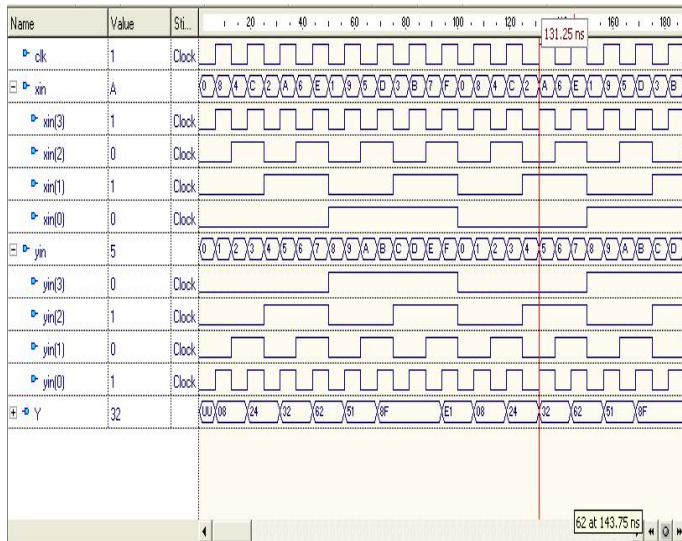 Name Value Sti... 20 40 60 80 100 120 160 180
131.25 ns
clk 1 Clock
xin A 0 8 4 C 2 A 6 E 1 9 5 D 3 B 7 F 0 8 4 C 2 A 6 E 1 9 5 D 3 B
xin(3) 1 Clock
xin(2) 0 Clock
xin(1) 1 Clock
xin(0) 0 Clock
yin 5 0 1 2 3 4 5 6 7 8 9 A B C D E F 0 1 2 3 4 5 6 7 8 9 A B C D
yin(3) 0 Clock
yin(2) 1 Clock
yin(1) 0 Clock
yin(0) 1 Clock
Y 32 UU 08 24 32 62 51 8F E1 08 24 32 62 51 8F
62 at 143.75 ns